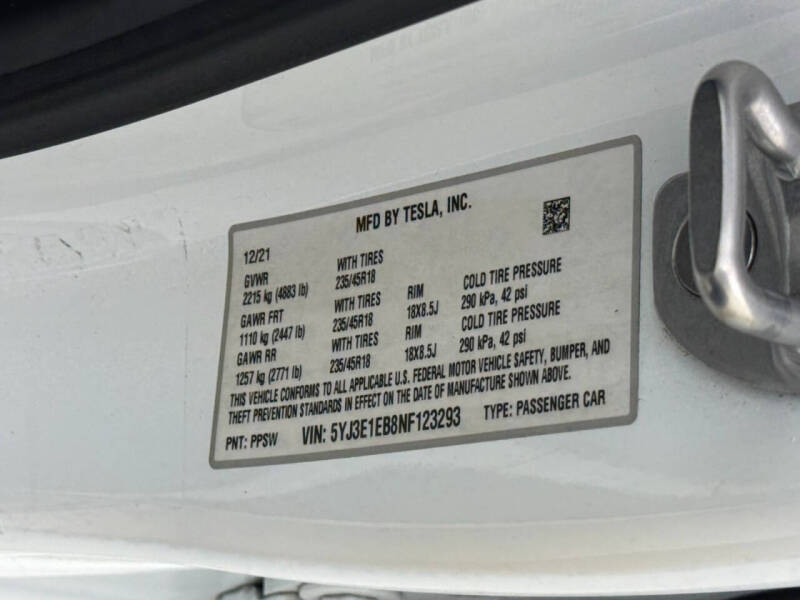 MFD BY TESLA, INC.
12/21
GVWR WITH TIRES
2215 kg (4883 lb) 235/45R18 RIM COLD TIRE PRESSURE
GAWR FRT WITH TIRES 18X8.5J 290 kPa, 42 psi
1110 kg (2447 lb) 235/45R18 RIM COLD TIRE PRESSURE
GAWR RR WITH TIRES 18X8.5J 290 kPa, 42 psi
1257 kg (2771 lb) 235/45R18
THIS VEHICLE CONFORMS TO ALL APPLICABLE U.S. FEDERAL MOTOR VEHICLE SAFETY, BUMPER, AND
THEFT PREVENTION STANDARDS IN EFFECT ON THE DATE OF MANUFACTURE SHOWN ABOVE.
PNT: PPSW VIN: 5YJ3E1EB8NF123293 TYPE: PASSENGER CAR